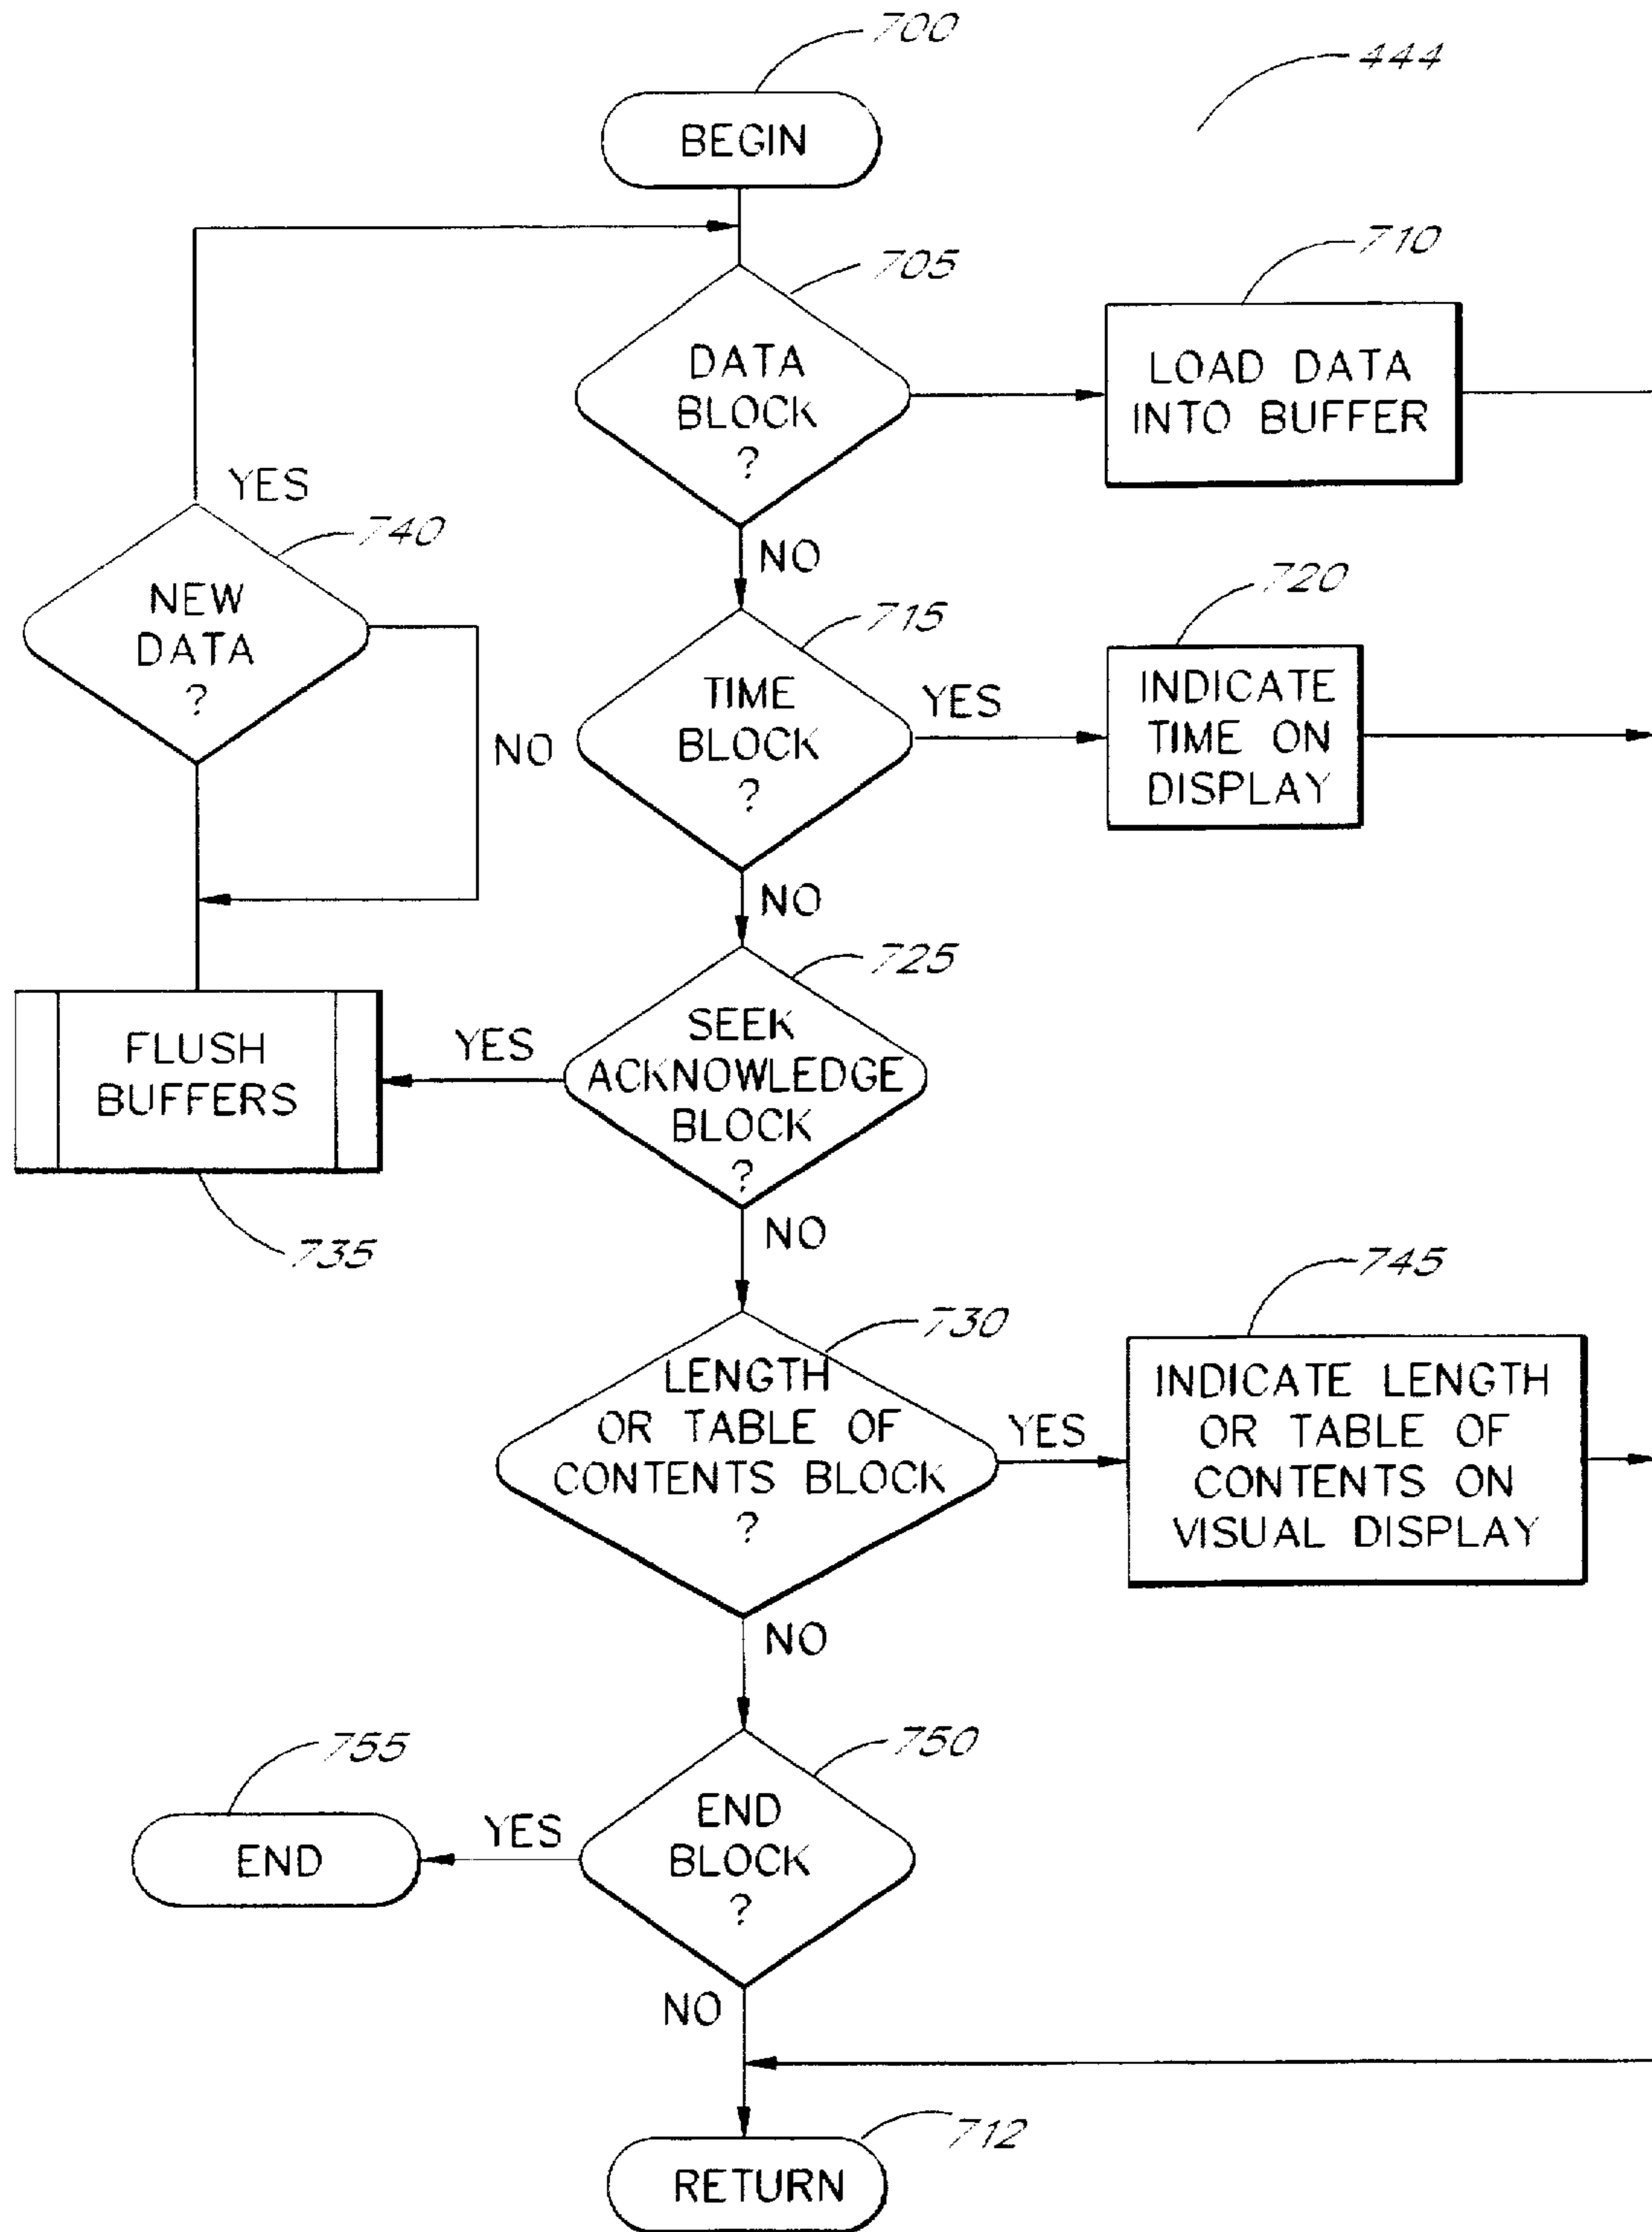 700
444
BEGIN
705
710
DATA
BLOCK
?
LOAD DATA
INTO BUFFER
YES
740
NO
NEW
DATA
?
715
720
TIME
BLOCK
?
YES
INDICATE
TIME ON
DISPLAY
NO
NO
725
SEEK
ACKNOWLEDGE
BLOCK
?
YES
FLUSH
BUFFERS
735
NO
730
745
LENGTH
OR TABLE OF
CONTENTS BLOCK
?
YES
INDICATE LENGTH
OR TABLE OF
CONTENTS ON
VISUAL DISPLAY
NO
755
750
END
BLOCK
?
YES
END
NO
712
RETURN